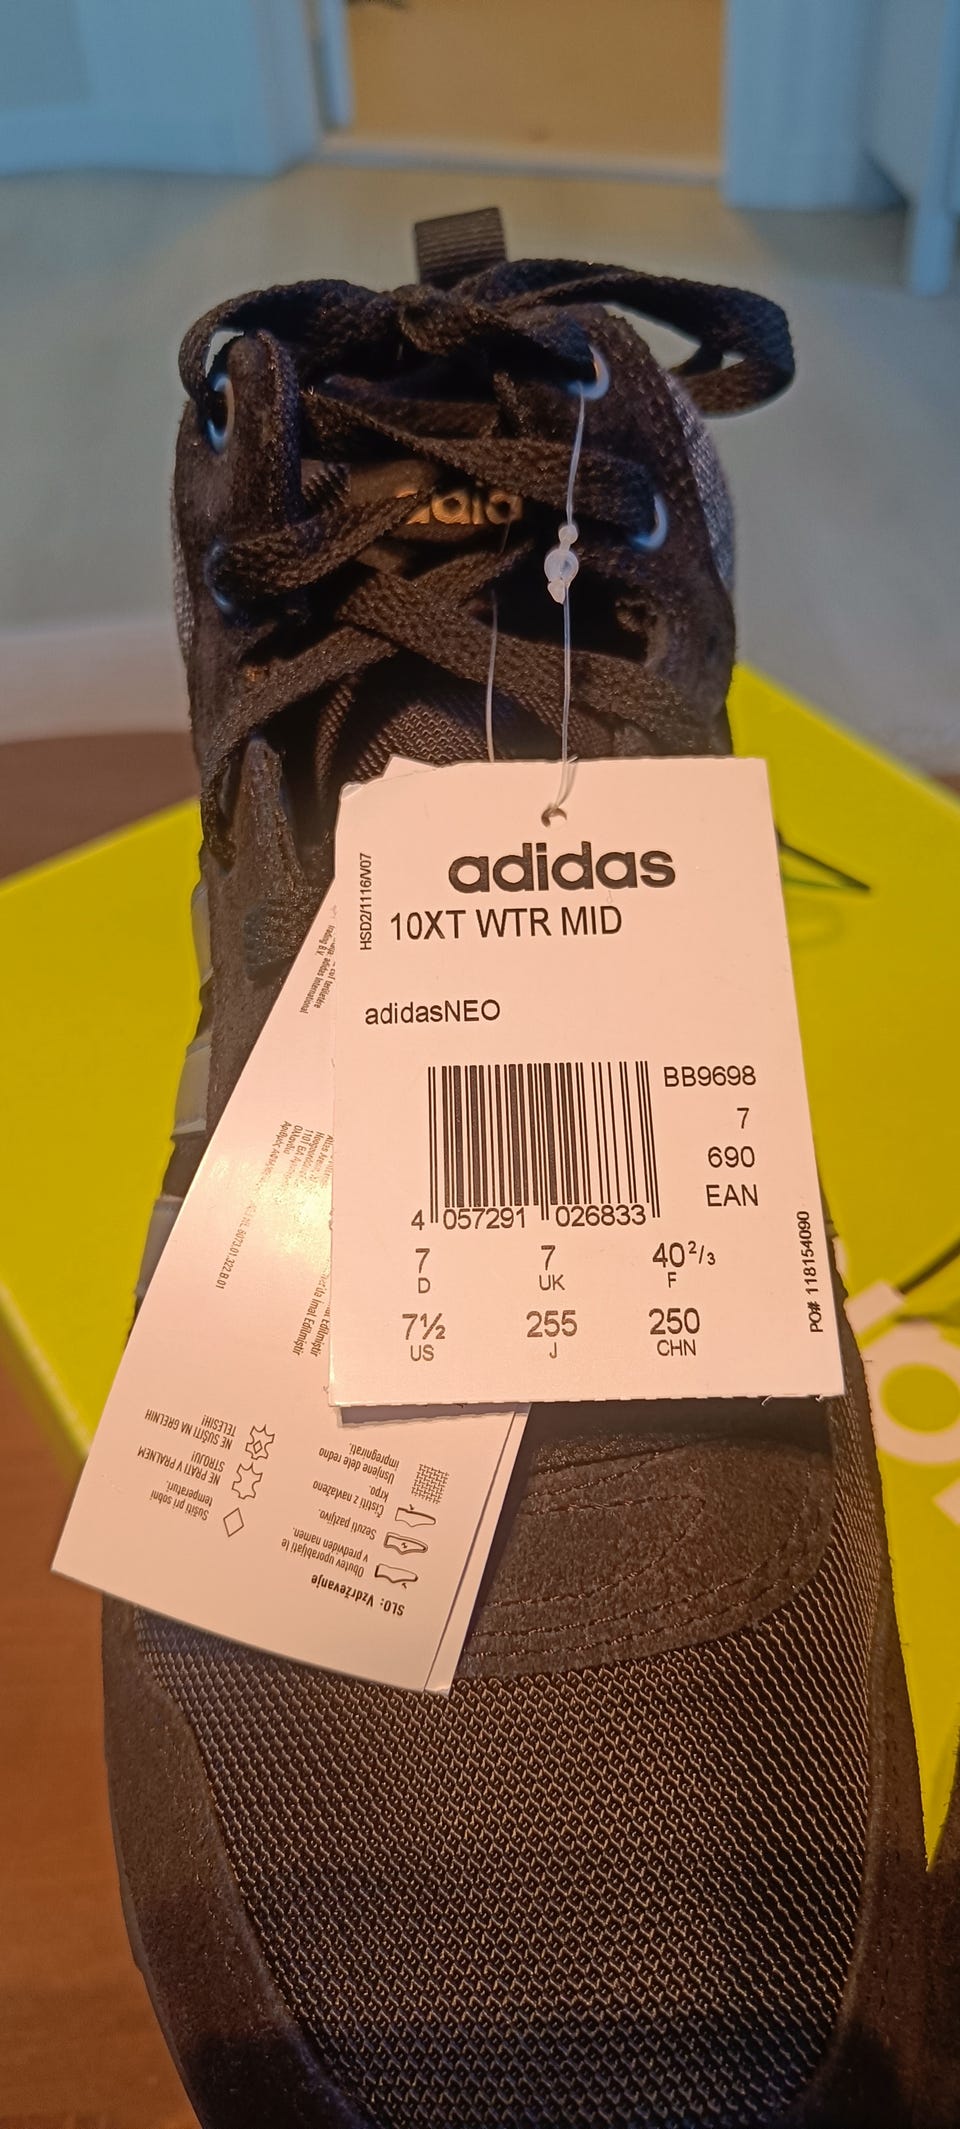 adidas
10XT WTR MID
HSD2/1116/V07
adidasNEO
BB9698
7
690
EAN
4 057291 026833
7 7 40 2/3
D UK F
7½ 255 250
US J CHN
PO# 118154090
SLO: Vzdrževanje
Obutev uporabljati le
v predviden namen.
Sezuti pazljivo.
Čistiti z navlaženo
krpo.
Usnjene dele redno
impregnirati.
Sušiti pri sobni
temperaturi.
NE PRATI V PRALNEM
STROJU!
NE SUŠITI NA GRELNIH
TELESIH!